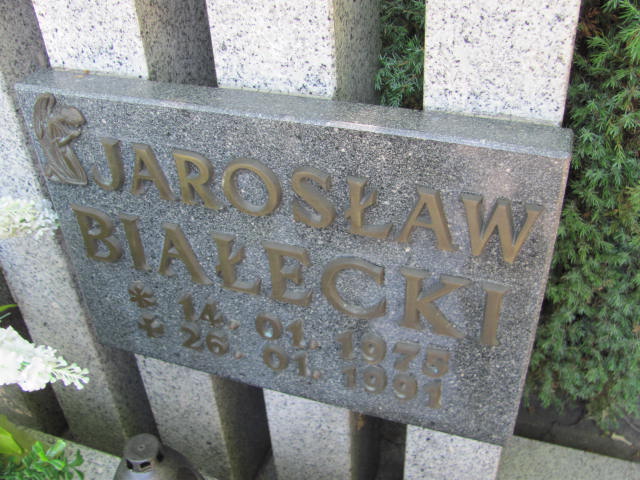 JAROSŁAW
BIAŁECKI
* 14. 01. 1975
✝ 26. 01. 1991